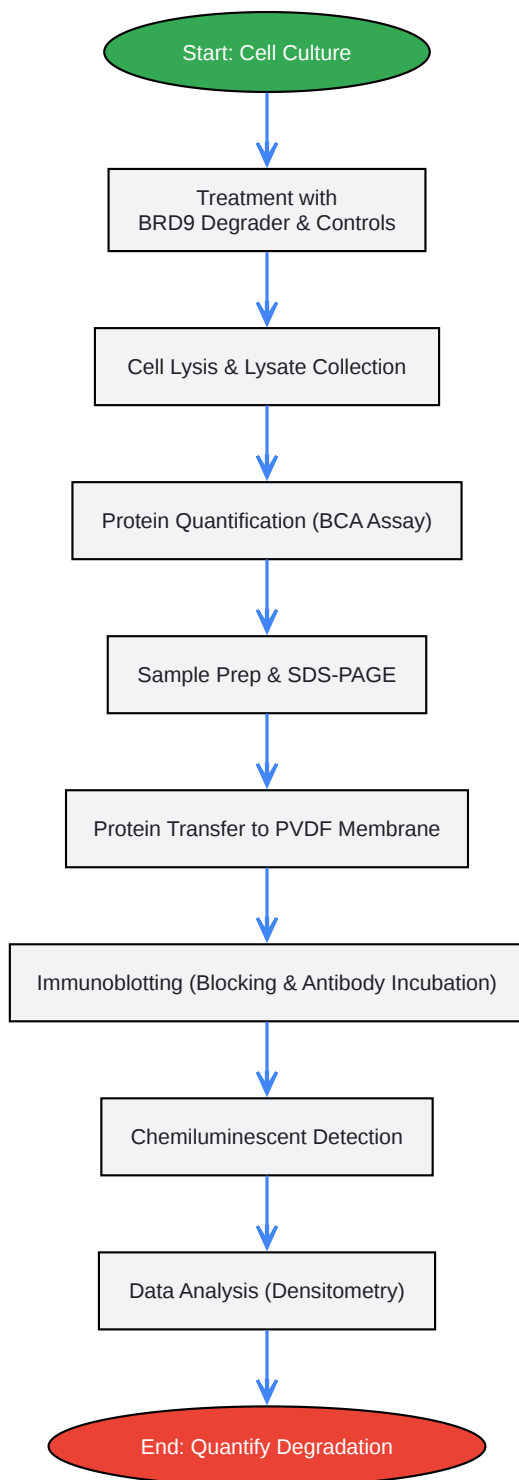 Start: Cell Culture
Treatment with
BRD9 Degrader & Controls
Cell Lysis & Lysate Collection
Protein Quantification (BCA Assay)
Sample Prep & SDS-PAGE
Protein Transfer to PVDF Membrane
Immunoblotting (Blocking & Antibody Incubation)
Chemiluminescent Detection
Data Analysis (Densitometry)
End: Quantify Degradation